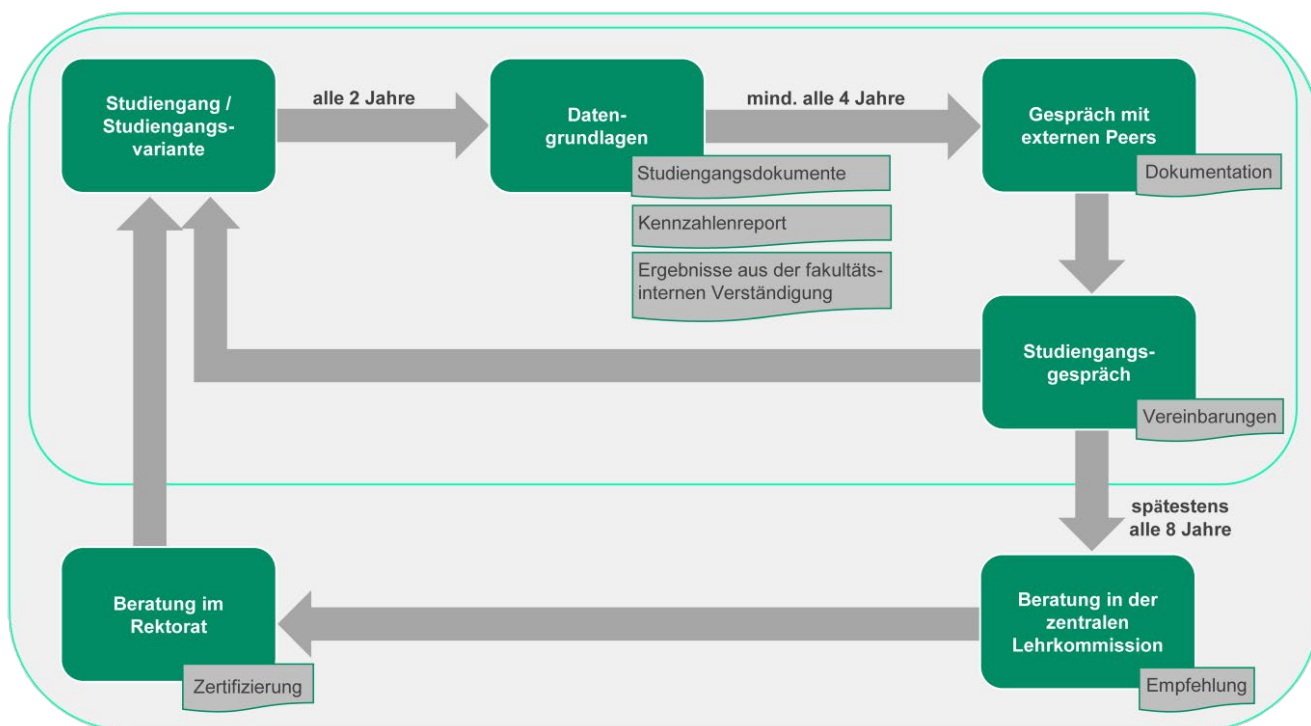 Studiengang /
Studiengangs-
variante
alle 2 Jahre
Daten-
grundlagen
Studiengangsdokumente
Kennzahlenreport
Ergebnisse aus der fakultäts-
internen Verständigung
mind. alle 4 Jahre
Gespräch mit
externen Peers
Dokumentation
Studiengangs-
gespräch
Vereinbarungen
spätestens
alle 8 Jahre
Beratung in der
zentralen
Lehrkommission
Empfehlung
Beratung im
Rektorat
Zertifizierung